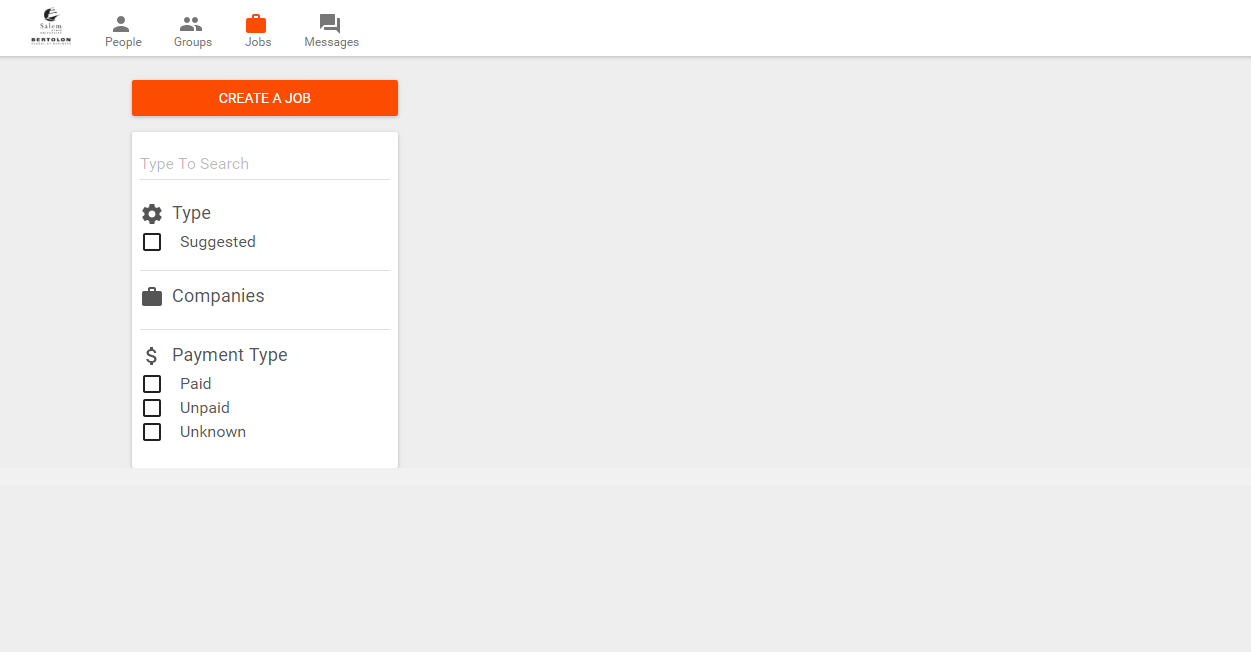 Salem
BERTOLON
People
Groups
Jobs
Messages
CREATE A JOB
Type To Search
Type
Suggested
Companies
Payment Type
Paid
Unpaid
Unknown